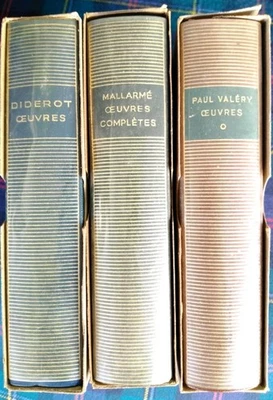 DIDEROT
ŒUVRES
MALLARMÉ
ŒUVRES
COMPLÈTES
PAUL VALÉRY
ŒUVRES